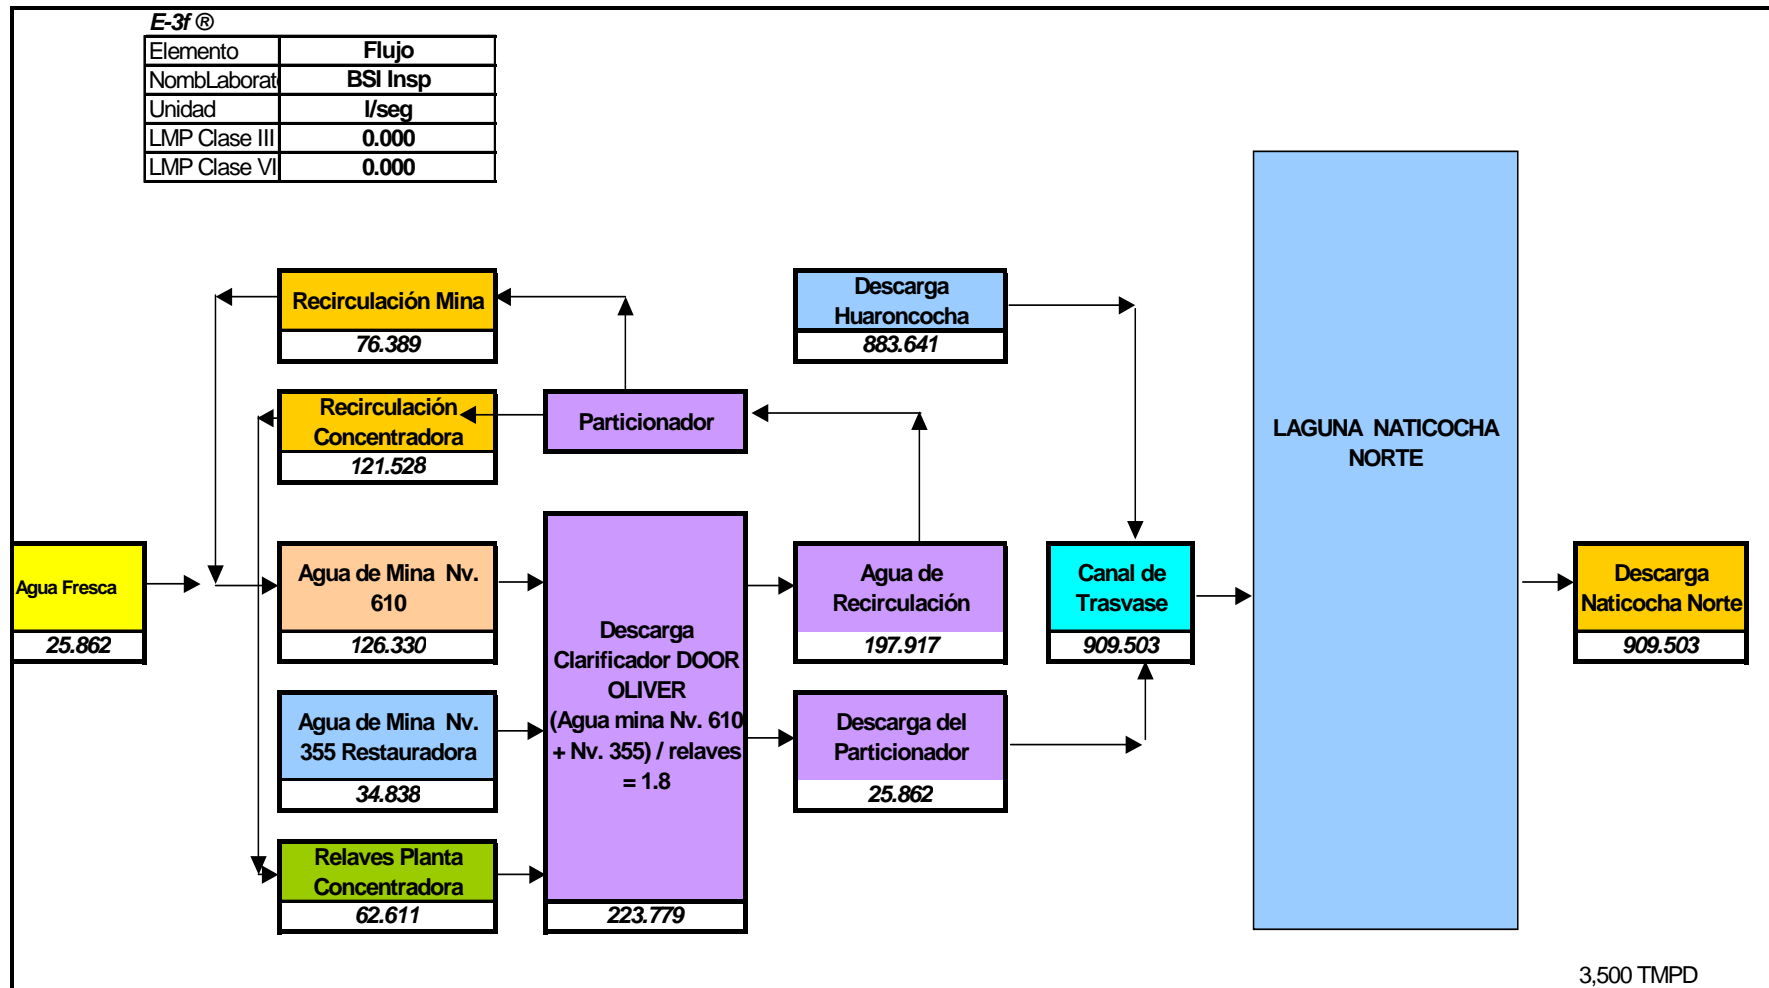 E-3f ®
Elemento Flujo
NombLaborat BSI Insp
Unidad l/seg
LMP Clase III 0.000
LMP Clase VI 0.000
Recirculación Mina
76.389
Descarga
Huaroncocha
883.641
Recirculación
Concentradora
121.528
Particionador
LAGUNA NATICOCHA
NORTE
Agua Fresca
25.862
Agua de Mina Nv.
610
126.330
Agua de Mina Nv.
355 Restauradora
34.838
Relaves Planta
Concentradora
62.611
Descarga
Clarificador DOOR
OLIVER
(Agua mina Nv. 610
+ Nv. 355) / relaves
= 1.8
223.779
Agua de
Recirculación
197.917
Descarga del
Particionador
25.862
Canal de
Trasvase
909.503
Descarga
Naticocha Norte
909.503
3,500 TMPD